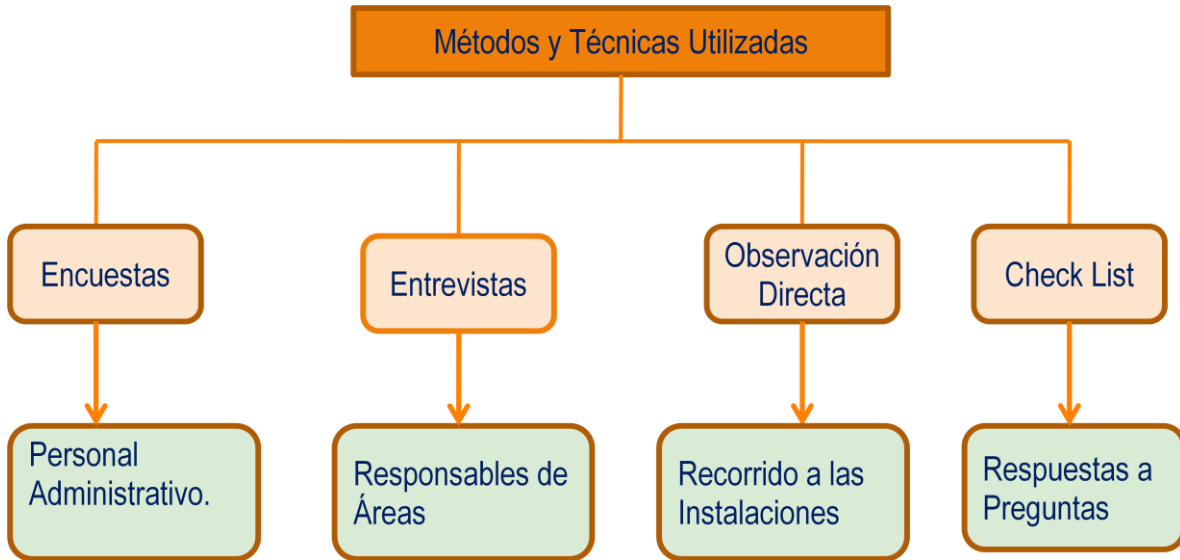 Métodos y Técnicas Utilizadas
Encuestas
Entrevistas
Observación
Directa
Check List
Personal
Administrativo.
Responsables de
Áreas
Recorrido a las
Instalaciones
Respuestas a
Preguntas